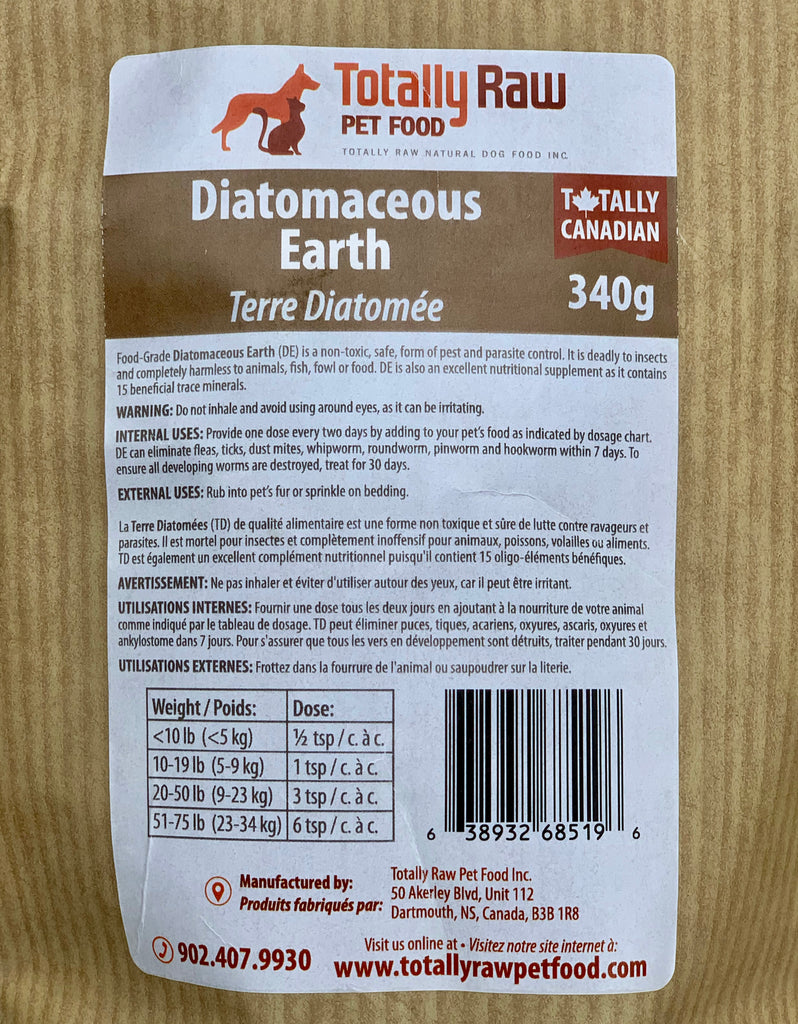 Totally Raw
PET FOOD
TOTALLY RAW NATURAL DOG FOOD INC.
Diatomaceous
Earth
Terre Diatomée
TOTALLY
CANADIAN
340g
Food-Grade Diatomaceous Earth (DE) is a non-toxic, safe, form of pest and parasite control. It is deadly to insects
and completely harmless to animals, fish, fowl or food. DE is also an excellent nutritional supplement as it contains
15 beneficial trace minerals.
WARNING: Do not inhale and avoid using around eyes, as it can be irritating.
INTERNAL USES: Provide one dose every two days by adding to your pet's food as indicated by dosage chart.
DE can eliminate fleas, ticks, dust mites, whipworm, roundworm, pinworm and hookworm within 7 days. To
ensure all developing worms are destroyed, treat for 30 days.
EXTERNAL USES: Rub into pet's fur or sprinkle on bedding.
La Terre Diatomées (TD) de qualité alimentaire est une forme non toxique et sûre de lutte contre ravageurs et
parasites. Il est mortel pour insectes et complètement inoffensif pour animaux, poissons, volailles ou aliments.
TD est également un excellent complément nutritionnel puisqu'il contient 15 oligo-éléments bénéfiques.
AVERTISSEMENT: Ne pas inhaler et éviter d'utiliser autour des yeux, car il peut être irritant.
UTILISATIONS INTERNES: Fournir une dose tous les deux jours en ajoutant à la nourriture de votre animal
comme indiqué par le tableau de dosage. TD peut éliminer puces, tiques, acariens, oxyures, ascaris, oxyures et
ankylostome dans 7 jours. Pour s'assurer que tous les vers en développement sont détruits, traiter pendant 30 jours.
UTILISATIONS EXTERNES: Frottez dans la fourrure de l'animal ou saupoudrer sur la literie.
Weight / Poids: Dose:
<10 lb (<5 kg) ½ tsp / c. à c.
10-19 lb (5-9 kg) 1 tsp / c. à c.
20-50 lb (9-23 kg) 3 tsp / c. à c.
51-75 lb (23-34 kg) 6 tsp / c. à c.
6 38932 68519 6
Manufactured by:
Produits fabriqués par:
Totally Raw Pet Food Inc.
50 Akerley Blvd, Unit 112
Dartmouth, NS, Canada, B3B 1R8
902.407.9930
Visit us online at • Visitez notre site internet à:
www.totallyrawpetfood.com